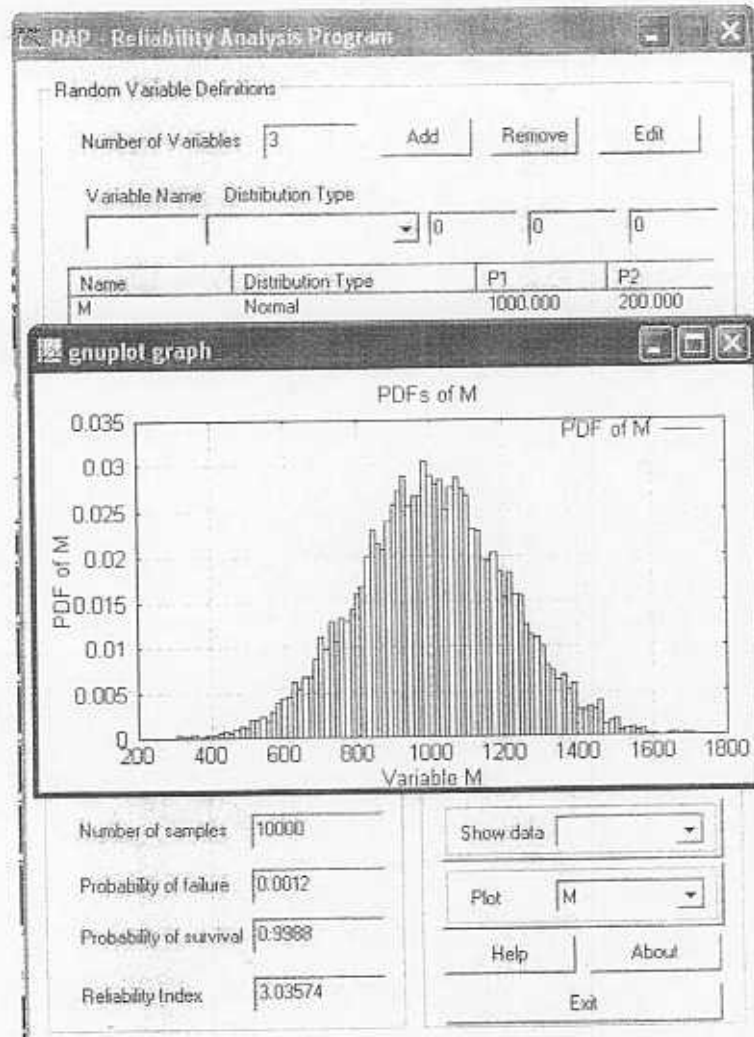 RAP - Reliability Analysis Program
Random Variable Definitions
Number of Variables 3 Add Remove Edit
Variable Name Distribution Type
0 0 0
Name Distribution Type P1 P2
M Normal 1000.000 200.000
gnuplot graph
PDFs of M
PDF of M
PDF of M
0.035
0.03
0.025
0.02
0.015
0.01
0.005
0
200 400 600 800 1000 1200 1400 1600 1800
Variable M
Number of samples 10000 Show data
Probability of failure 0.0012 Plot M
Probability of survival 0.9988 Help About
Reliability Index 3.03574 Exit